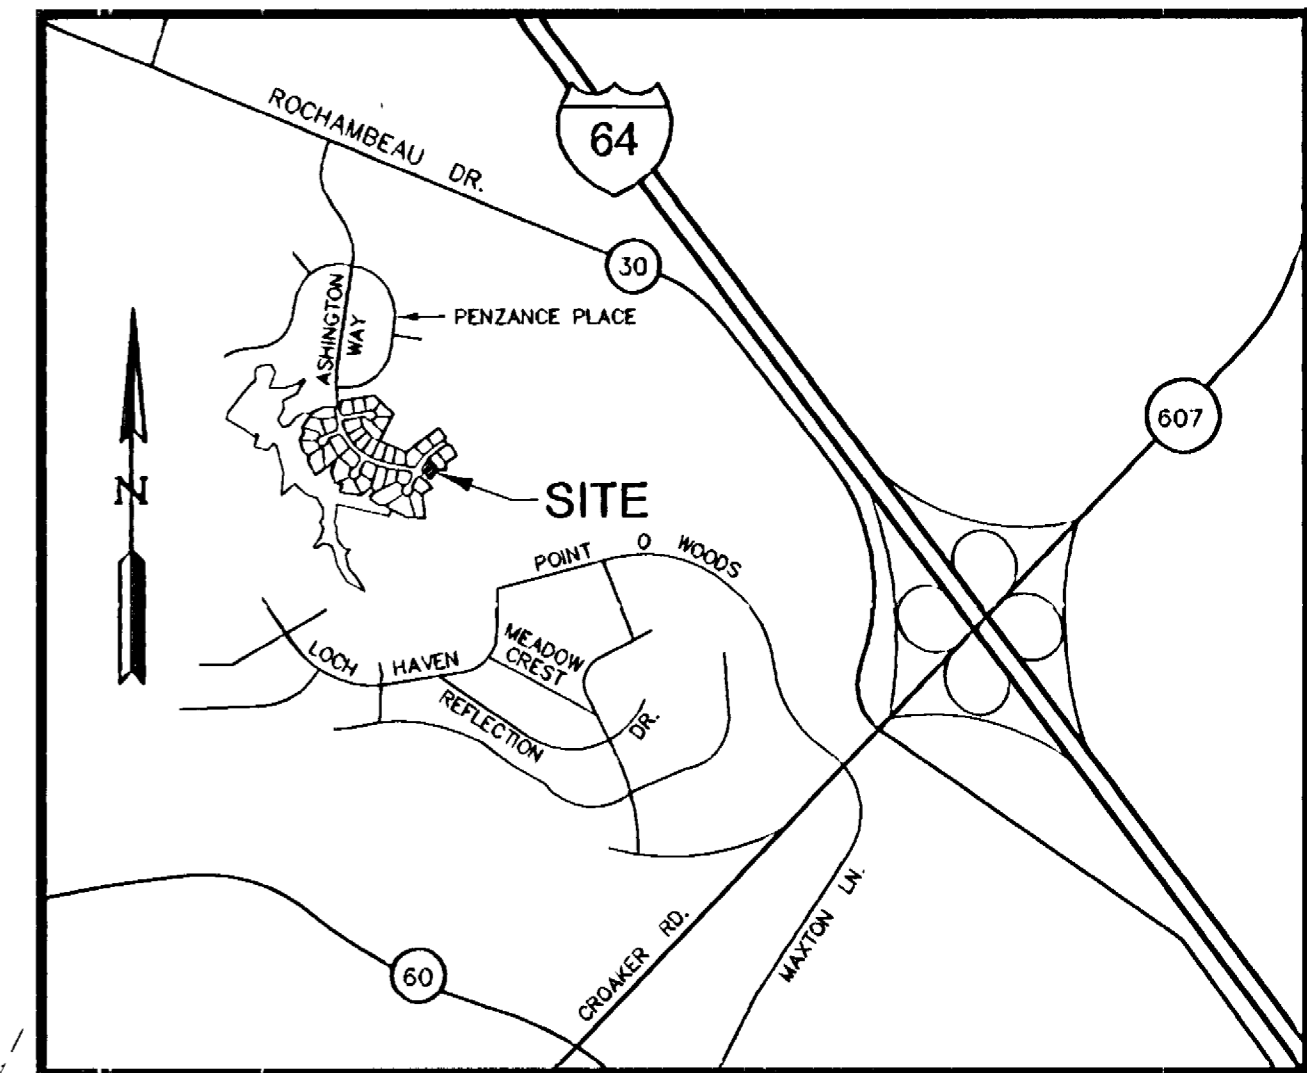 ROCHAMBEAU DR.
64
30
ASHINGTON
WAY
PENZANCE PLACE
607
N
SITE
POINT O WOODS
MEADOW
CREST
LOCH HAVEN
REFLECTION DR.
CROAKER RD.
MAXTON LN.
60